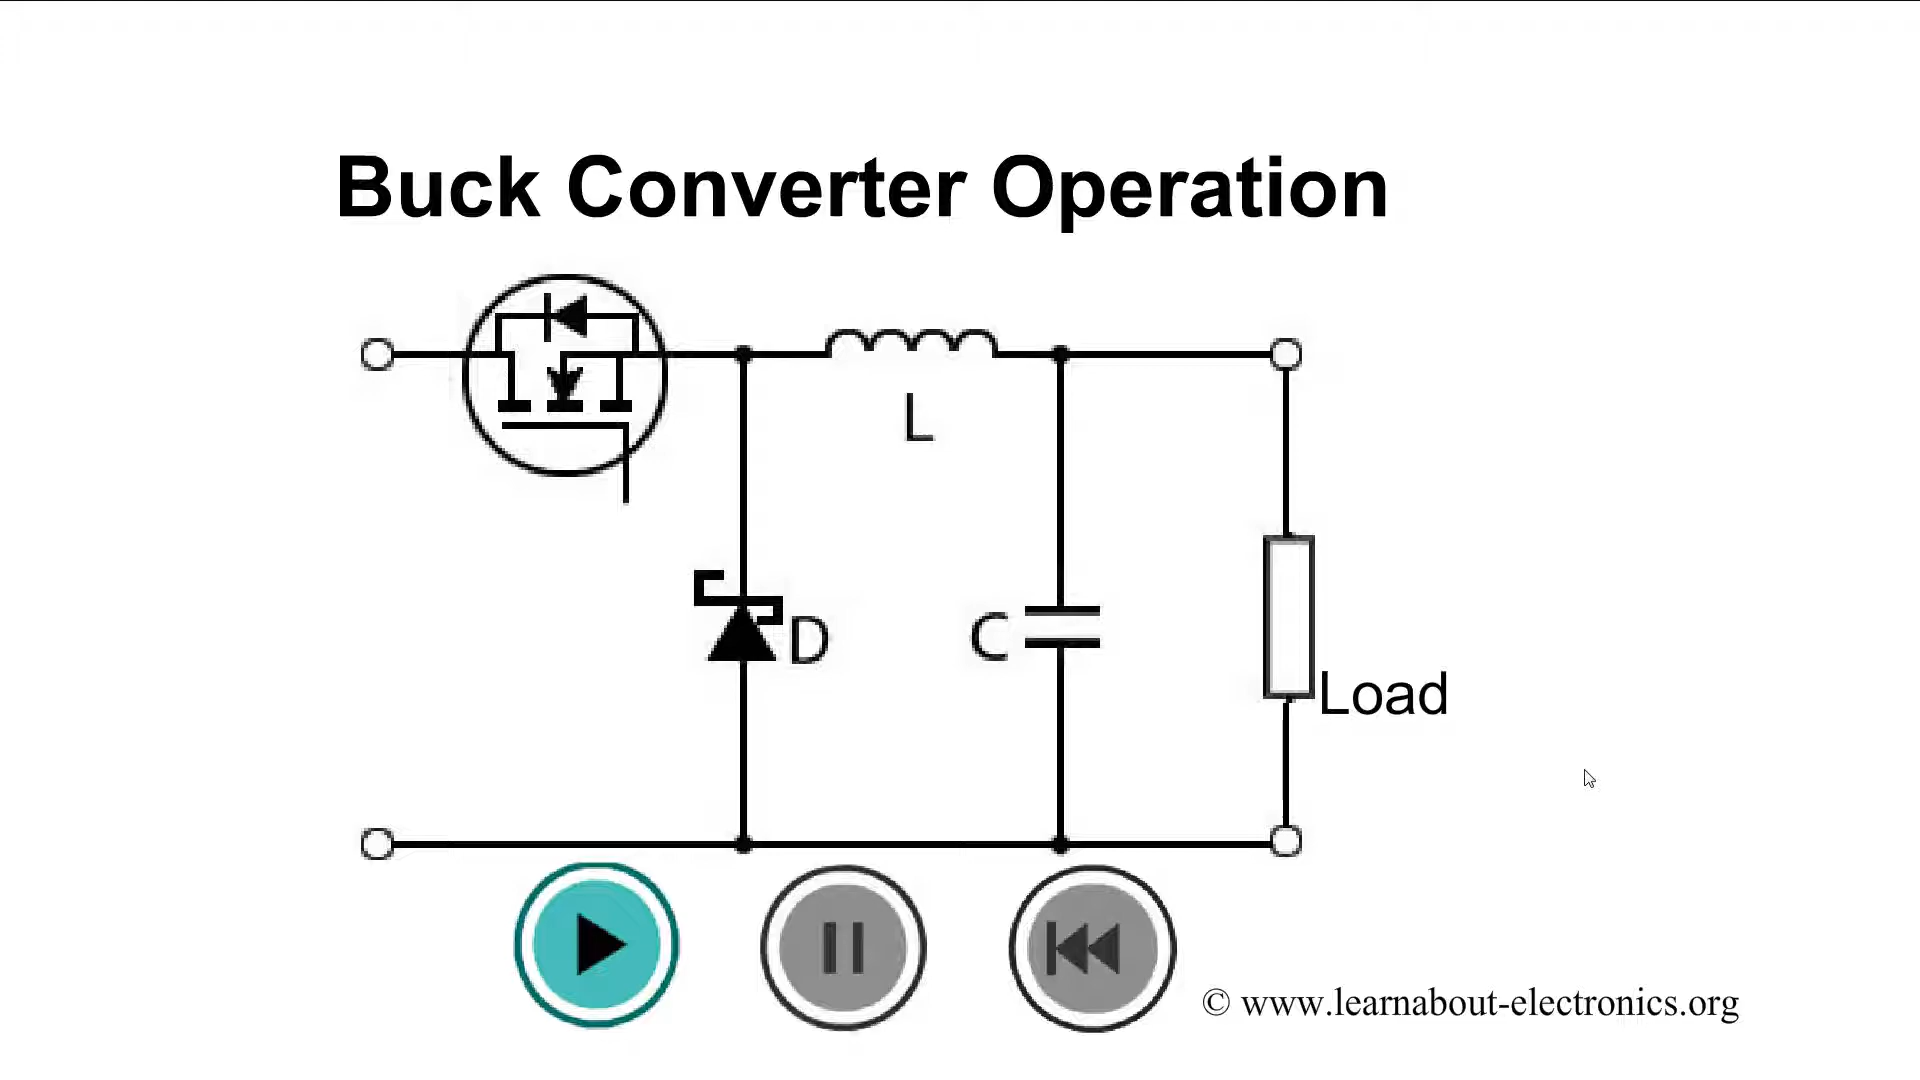 Buck Converter Operation
L
D
C
Load
© www.learnabout-electronics.org